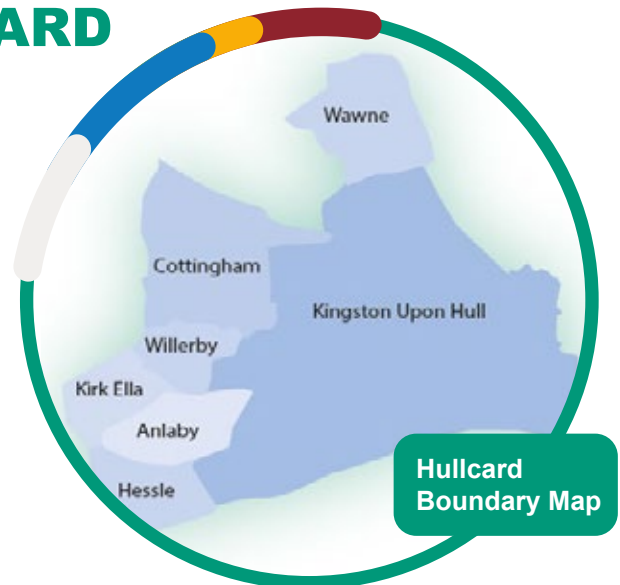 ARD
Wawne
Cottingham
Kingston Upon Hull
Willerby
Kirk Ella
Anlaby
Hessle
Hullcard
Boundary Map